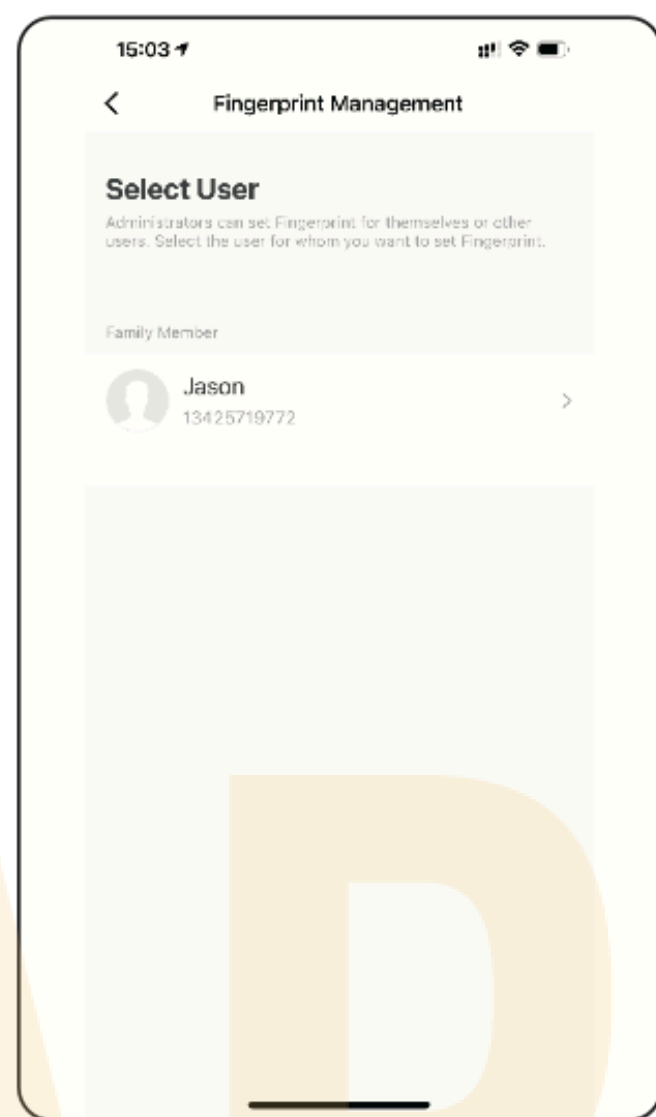 15:03
Fingerprint Management
Select User
Administrators can set Fingerprint for themselves or other
users. Select the user for whom you want to set Fingerprint.
Family Member
Jason
13425719772
D